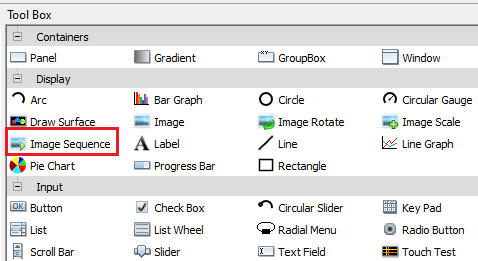 Tool Box
Containers
Panel Gradient GroupBox Window
Display
Arc Bar Graph Circle Circular Gauge
Draw Surface Image Image Rotate Image Scale
Image Sequence Label Line Line Graph
Pie Chart Progress Bar Rectangle
Input
Button Check Box Circular Slider Key Pad
List List Wheel Radial Menu Radio Button
Scroll Bar Slider Text Field Touch Test